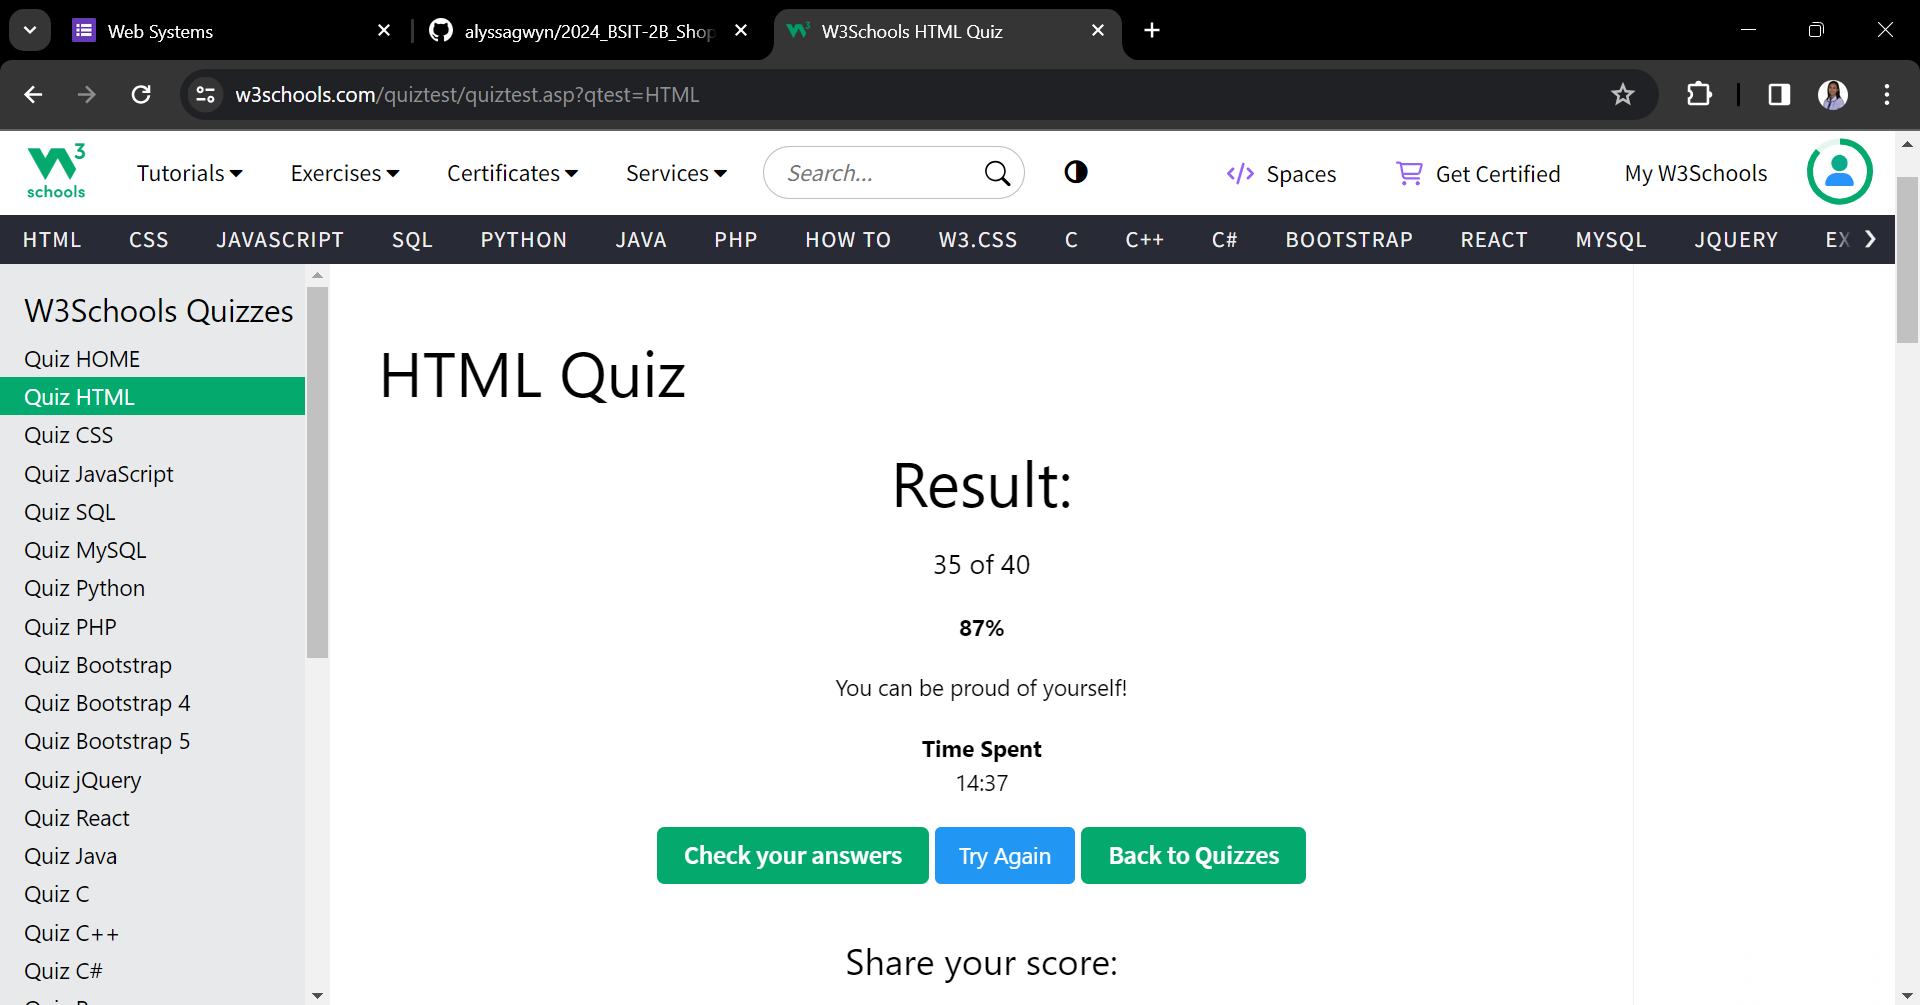 Web Systems
alyssagwyn/2024_BSIT-2B_Shop
W3Schools HTML Quiz
w3schools.com/quiztest/quiztest.asp?qtest=HTML
W3
schools
Tutorials
Exercises
Certificates
Services
Search...
Spaces
Get Certified
My W3Schools
HTML
CSS
JAVASCRIPT
SQL
PYTHON
JAVA
PHP
HOW TO
W3.CSS
C
C++
C#
BOOTSTRAP
REACT
MYSQL
JQUERY
EX
W3Schools Quizzes
Quiz HOME
Quiz HTML
Quiz CSS
Quiz JavaScript
Quiz SQL
Quiz MySQL
Quiz Python
Quiz PHP
Quiz Bootstrap
Quiz Bootstrap 4
Quiz Bootstrap 5
Quiz jQuery
Quiz React
Quiz Java
Quiz C
Quiz C++
Quiz C#
HTML Quiz
Result:
35 of 40
87%
You can be proud of yourself!
Time Spent
14:37
Check your answers
Try Again
Back to Quizzes
Share your score: